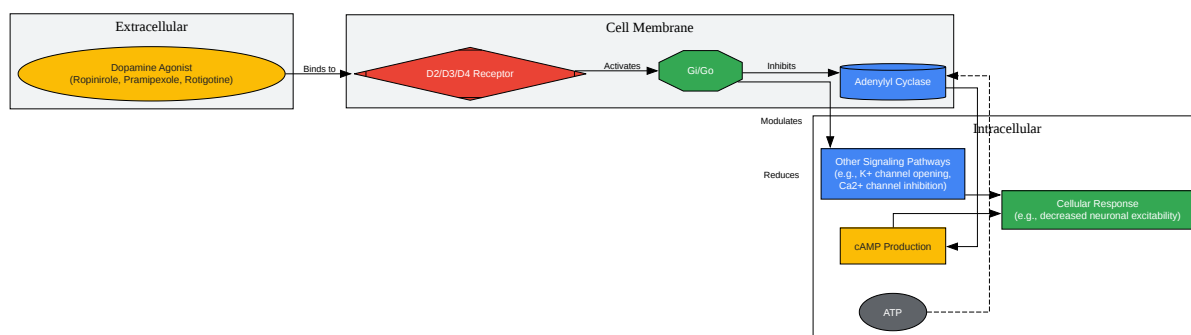 Extracellular
Dopamine Agonist
(Ropinirole, Pramipexole, Rotigotine)
Binds to
Cell Membrane
D2/D3/D4 Receptor
Activates
Gi/Go
Inhibits
Adenylyl Cyclase
Modulates
Reduces
Intracellular
Other Signaling Pathways
(e.g., K+ channel opening,
Ca2+ channel inhibition)
Cellular Response
(e.g., decreased neuronal excitability)
cAMP Production
ATP